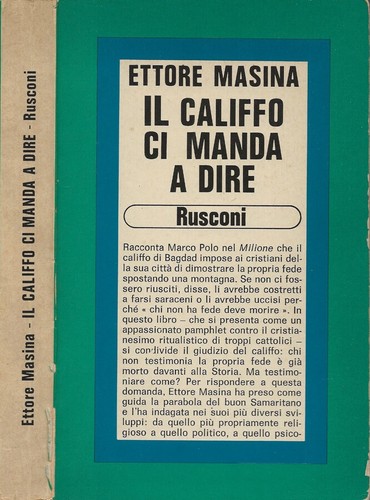 Ettore Masina - IL CALIFFO CI MANDA A DIRE - Rusconi
ETTORE MASINA
IL CALIFFO
CI MANDA
A DIRE
Rusconi
Racconta Marco Polo nel Milione che il
califfo di Bagdad impose ai cristiani del-
la sua città di dimostrare la propria fede
spostando una montagna. Se non ci fos-
sero riusciti, disse, li avrebbe costretti
a farsi saraceni o li avrebbe uccisi per-
ché « chi non ha fede deve morire ». In
questo libro - che si presenta come un
appassionato pamphlet contro il cristia-
nesimo ritualistico di troppi cattolici -
si condivide il giudizio del califfo: chi
non testimonia la propria fede è già
morto davanti alla Storia. Ma testimo-
niare come? Per rispondere a questa
domanda, Ettore Masina ha preso come
guida la parabola del buon Samaritano
e l'ha indagata nei suoi più diversi svi-
luppi: da quello più propriamente reli-
gioso a quello politico, a quello psico-